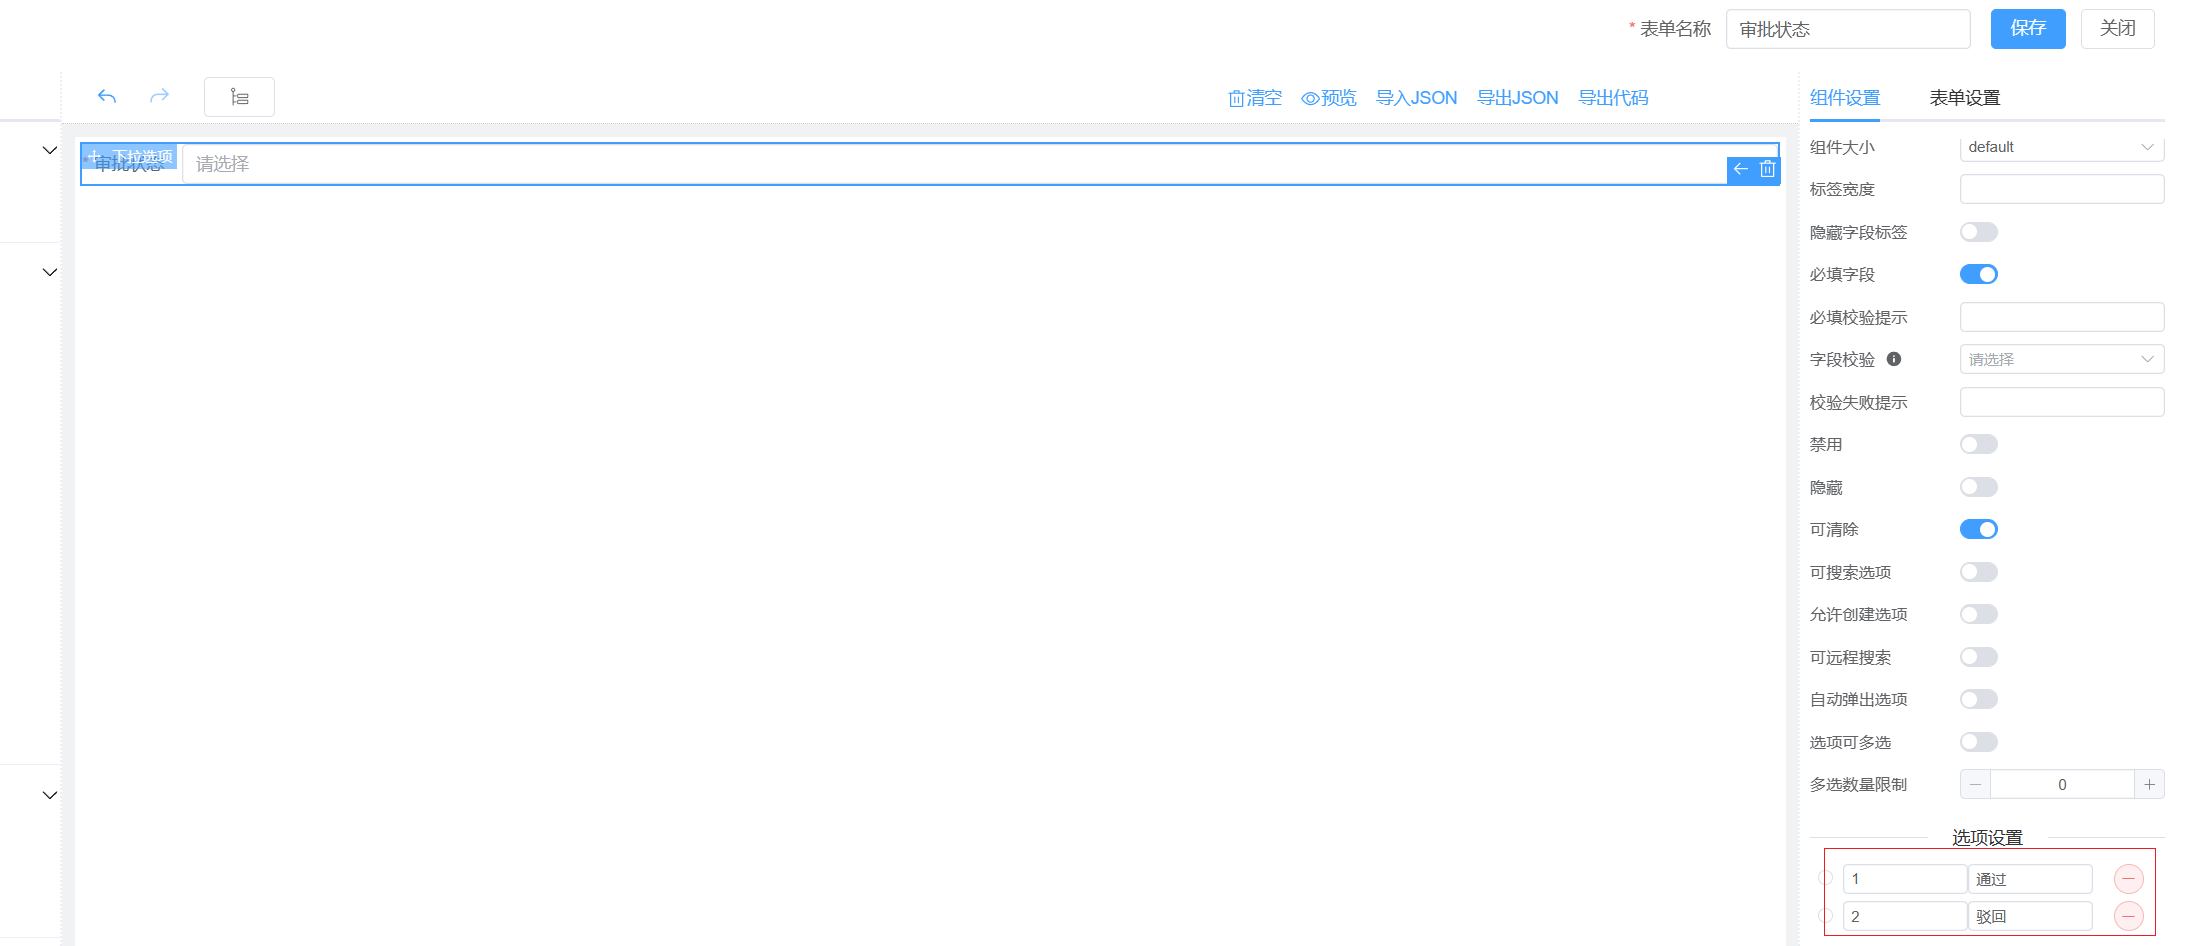 * 表单名称 审批状态 保存 关闭
清空 预览 导入JSON 导出JSON 导出代码
组件设置 表单设置
下拉选项
* 审批状态 请选择
组件大小 default
标签宽度
隐藏字段标签
必填字段
必填校验提示
字段校验 请选择
校验失败提示
禁用
隐藏
可清除
可搜索选项
允许创建选项
可远程搜索
自动弹出选项
选项可多选
多选数量限制 0
选项设置
1 通过
2 驳回